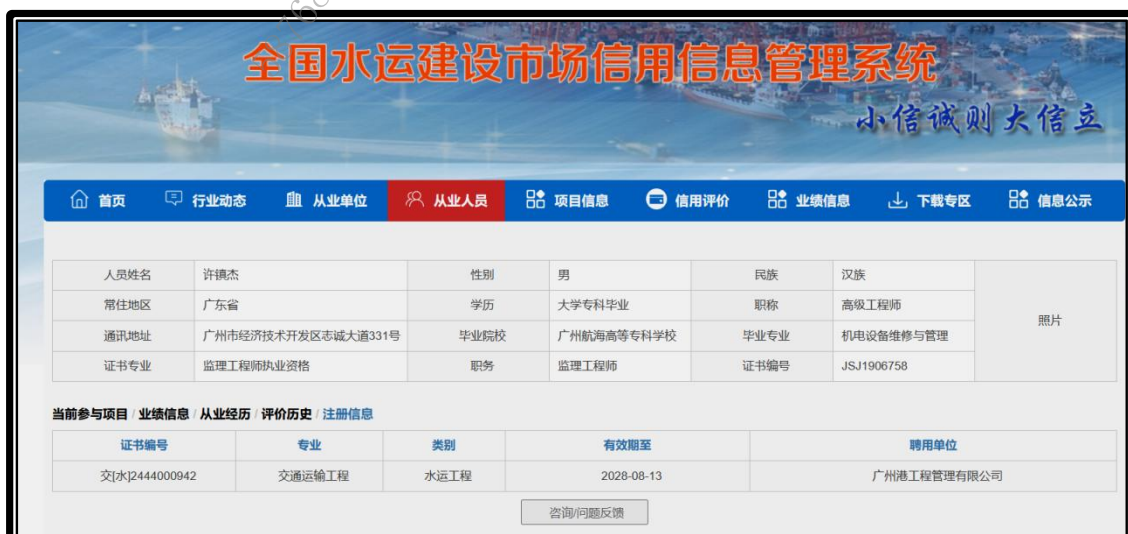 全国水运建设市场信用信息管理系统
小信诚则大信立
首页 行业动态 从业单位 从业人员 项目信息 信用评价 业绩信息 下载专区 信息公示
人员姓名 许镇杰 性别 男 民族 汉族 照片
常住地区 广东省 学历 大学专科毕业 职称 高级工程师
通讯地址 广州市经济技术开发区志诚大道331号 毕业院校 广州航海高等专科学校 毕业专业 机电设备维修与管理
证书专业 监理工程师执业资格 职务 监理工程师 证书编号 JSJ1906758
当前参与项目 / 业绩信息 / 从业经历 / 评价历史 / 注册信息
证书编号 专业 类别 有效期至 聘用单位
交[水]2444000942 交通运输工程 水运工程 2028-08-13 广州港工程管理有限公司
咨询/问题反馈